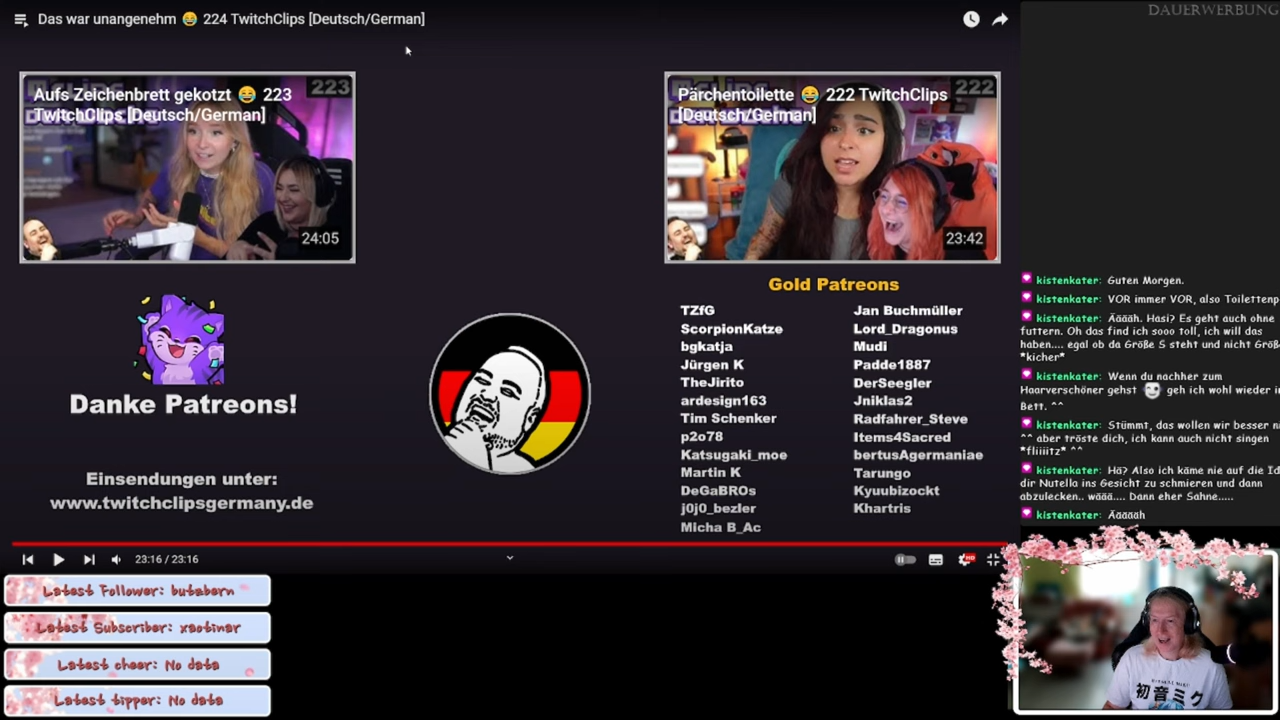 Das war unangenehm 😂 224 TwitchClips [Deutsch/German]
DAUERWERBUNG
223
Aufs Zeichenbrett gekotzt 😂 223
TwitchClips [Deutsch/German]
24:05
222
Pärchentoilette 😂 222 TwitchClips
[Deutsch/German]
23:42
Danke Patreons!
Einsendungen unter:
www.twitchclipsgermany.de
Gold Patreons
TZfG
ScorpionKatze
bgkatja
Jürgen K
TheJirito
ardesign163
Tim Schenker
p2o78
Katsugaki_moe
Martin K
DeGaBROs
j0j0_bezler
Micha B_Ac
Jan Buchmüller
Lord_Dragonus
Mudi
Padde1887
DerSeegler
Jniklas2
Radfahrer_Steve
Items4Sacred
bertusAgermaniae
Tarungo
Kyuubizockt
Khartris
23:16 / 23:16
HD
kistenkater: Guten Morgen.
kistenkater: VOR immer VOR, also Toilettenp
kistenkater: Äääh. Hasi? Es geht auch ohne
futtern. Oh das find ich sooo toll, ich will das
haben.... egal ob da Größe S steht und nicht Größ
*kicher*
kistenkater: Wenn du nachher zum
Haarverschöner gehst geh ich wohl wieder in
Bett. ^^
kistenkater: Stümmt, das wollen wir besser ni
^^ aber tröste dich, ich kann auch nicht singen
*fliiiitz* ^^
kistenkater: Hä? Also ich käme nie auf die Id
dir Nutella ins Gesicht zu schmieren und dann
abzulecken.. wäää.... Dann eher Sahne.....
kistenkater: Äääääh
Latest Follower: butabern
Latest Subscriber: xaotinar
Latest cheer: No data
Latest tipper: No data
初音ミク